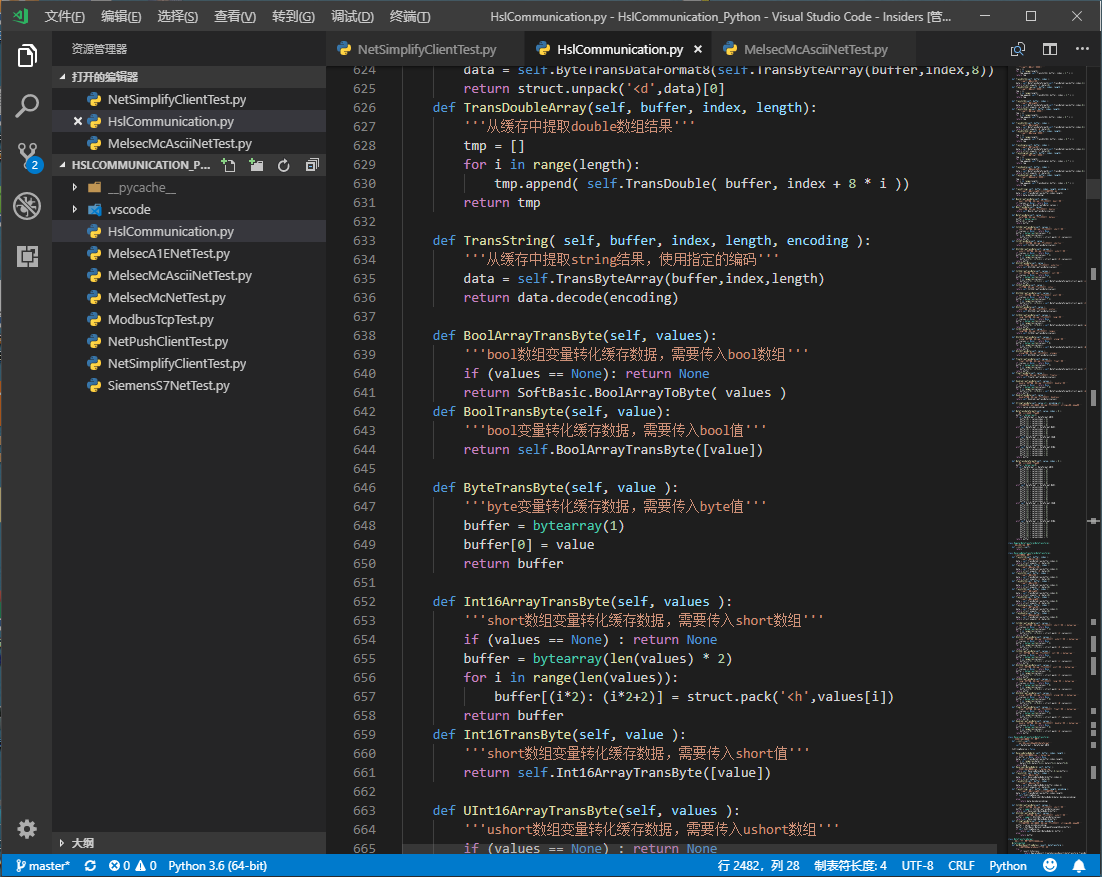 文件(F) 编辑(E) 选择(S) 查看(V) 转到(G) 调试(D) 终端(T) HslCommunication.py - HslCommunication_Python - Visual Studio Code - Insiders [管...
资源管理器
打开的编辑器
NetSimplifyClientTest.py
HslCommunication.py
MelsecMcAsciiNetTest.py
HSLCOMMUNICATION_P...
__pycache__
.vscode
HslCommunication.py
MelsecA1ENetTest.py
MelsecMcAsciiNetTest.py
MelsecMcNetTest.py
ModbusTcpTest.py
NetPushClientTest.py
NetSimplifyClientTest.py
SiemensS7NetTest.py
大纲
2
NetSimplifyClientTest.py HslCommunication.py MelsecMcAsciiNetTest.py
624 data = self.ByteTransDataFormat8(self.TransByteArray(buffer,index,8))
625 return struct.unpack('<d',data)[0]
626 def TransDoubleArray(self, buffer, index, length):
627 '''从缓存中提取double数组结果'''
628 tmp = []
629 for i in range(length):
630 tmp.append( self.TransDouble( buffer, index + 8 * i ))
631 return tmp
632
633 def TransString( self, buffer, index, length, encoding ):
634 '''从缓存中提取string结果，使用指定的编码'''
635 data = self.TransByteArray(buffer,index,length)
636 return data.decode(encoding)
637
638 def BoolArrayTransByte(self, values):
639 '''bool数组变量转化缓存数据，需要传入bool数组'''
640 if (values == None): return None
641 return SoftBasic.BoolArrayToByte( values )
642 def BoolTransByte(self, value):
643 '''bool变量转化缓存数据，需要传入bool值'''
644 return self.BoolArrayTransByte([value])
645
646 def ByteTransByte(self, value ):
647 '''byte变量转化缓存数据，需要传入byte值'''
648 buffer = bytearray(1)
649 buffer[0] = value
650 return buffer
651
652 def Int16ArrayTransByte(self, values ):
653 '''short数组变量转化缓存数据，需要传入short数组'''
654 if (values == None) : return None
655 buffer = bytearray(len(values) * 2)
656 for i in range(len(values)):
657 buffer[(i*2): (i*2+2)] = struct.pack('<h',values[i])
658 return buffer
659 def Int16TransByte(self, value ):
660 '''short数组变量转化缓存数据，需要传入short值'''
661 return self.Int16ArrayTransByte([value])
662
663 def UInt16ArrayTransByte(self, values ):
664 '''ushort数组变量转化缓存数据，需要传入ushort数组'''
665 if (values == None) : return None
master* 0 0 Python 3.6 (64-bit) 行 2482，列 28 制表符长度: 4 UTF-8 CRLF Python